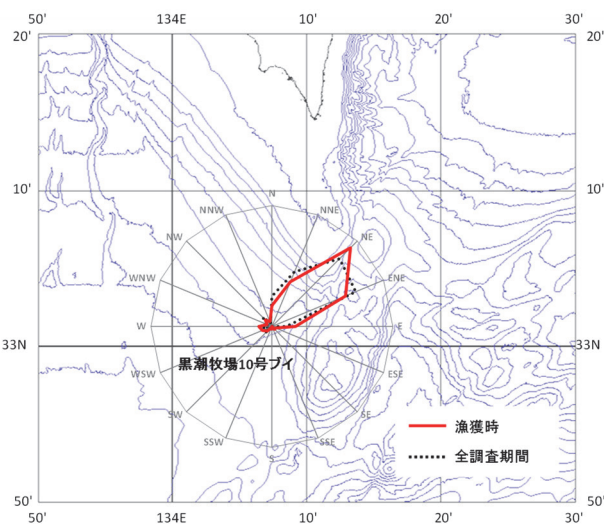 50' 134E 10' 20' 30'
20' 20'
10' 10'
N
NNW NNE
NW NE
WNW ENE
W E
33N 33N
黒潮牧場10号ブイ
WSW ESE
SW SE
SSW SSE
S
漁獲時
全調査期間
50' 50'
50' 134E 10' 20' 30'